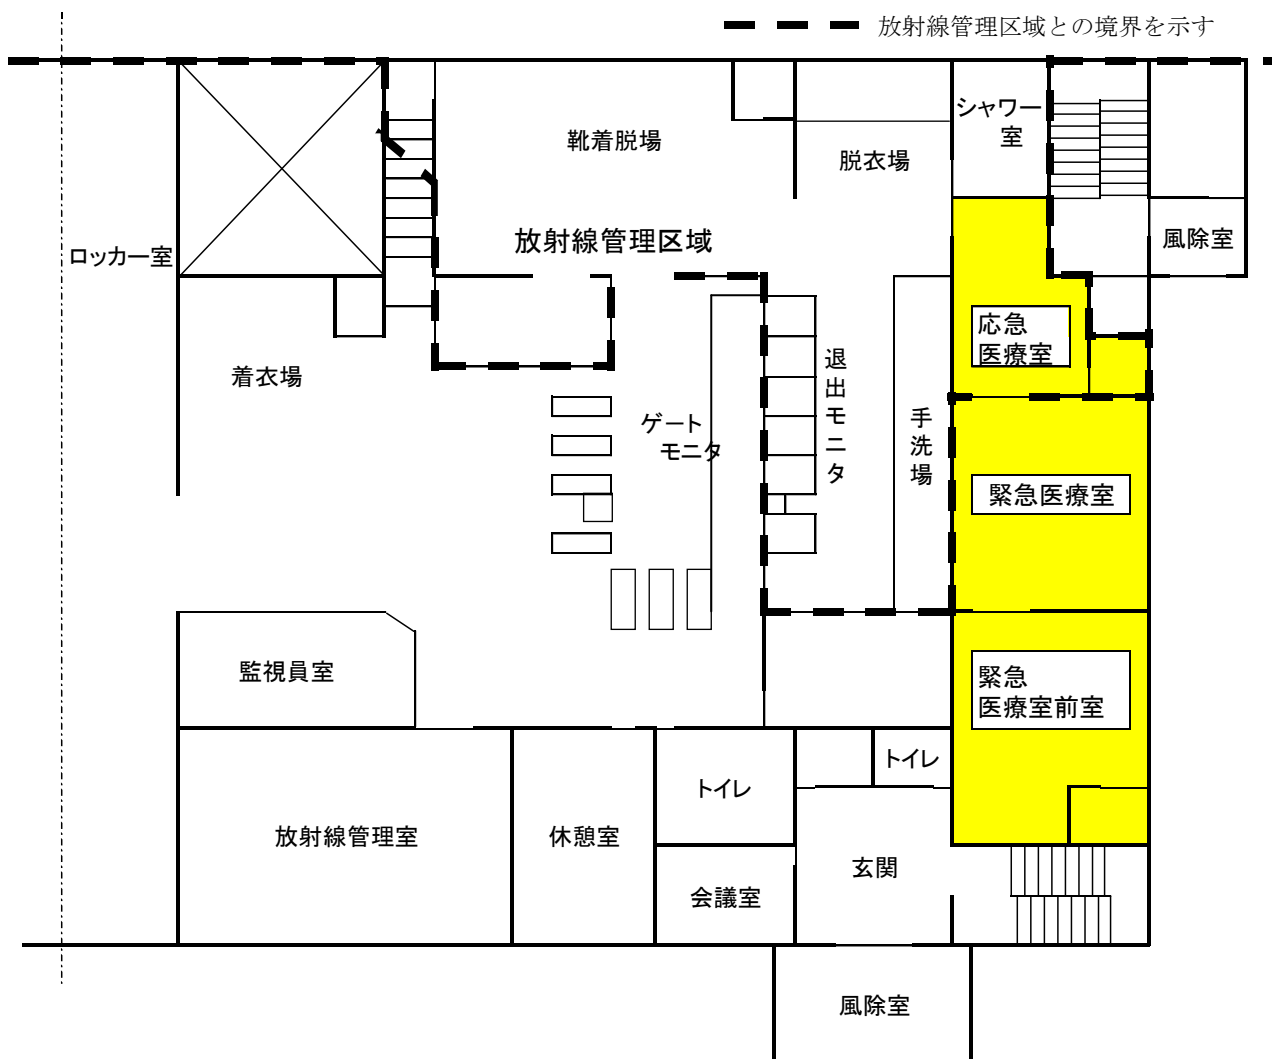 放射線管理区域との境界を示す
シャワー
室
靴着脱場
脱衣場
放射線管理区域
風除室
ロッカー室
応急
医療室
着衣場
退出モニタ
手洗場
ゲート
モニタ
緊急医療室
監視員室
緊急
医療室前室
トイレ
トイレ
放射線管理室
休憩室
玄関
会議室
風除室